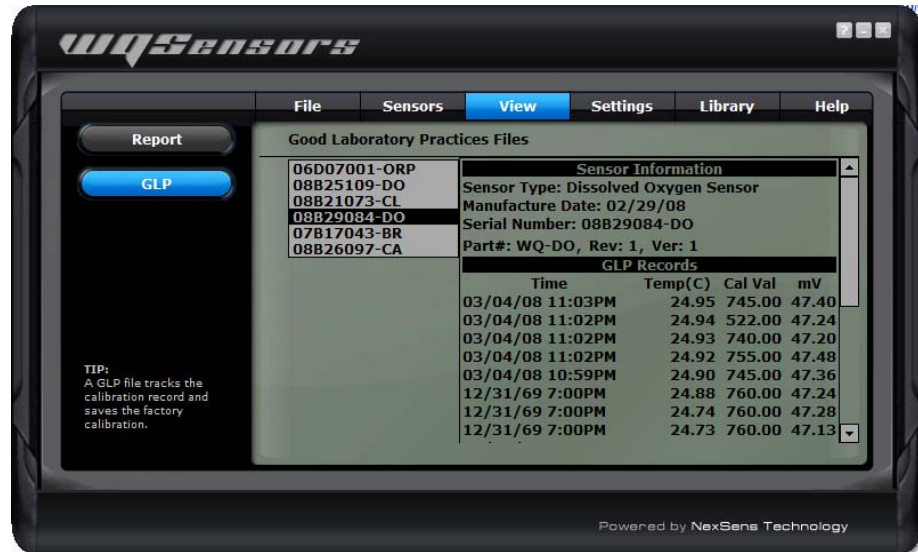 WQSensors
? – ×
File Sensors View Settings Library Help
Report
GLP
TIP:
A GLP file tracks the
calibration record and
saves the factory
calibration.
Good Laboratory Practices Files
06D07001-ORP
08B25109-DO
08B21073-CL
08B29084-DO
07B17043-BR
08B26097-CA
Sensor Information
Sensor Type: Dissolved Oxygen Sensor
Manufacture Date: 02/29/08
Serial Number: 08B29084-DO
Part#: WQ-DO, Rev: 1, Ver: 1
GLP Records
Time Temp(C) Cal Val mV
03/04/08 11:03PM 24.95 745.00 47.40
03/04/08 11:02PM 24.94 522.00 47.24
03/04/08 11:02PM 24.93 740.00 47.20
03/04/08 11:02PM 24.92 755.00 47.48
03/04/08 10:59PM 24.90 745.00 47.36
12/31/69 7:00PM 24.88 760.00 47.24
12/31/69 7:00PM 24.74 760.00 47.28
12/31/69 7:00PM 24.73 760.00 47.13
Powered by NexSens Technology